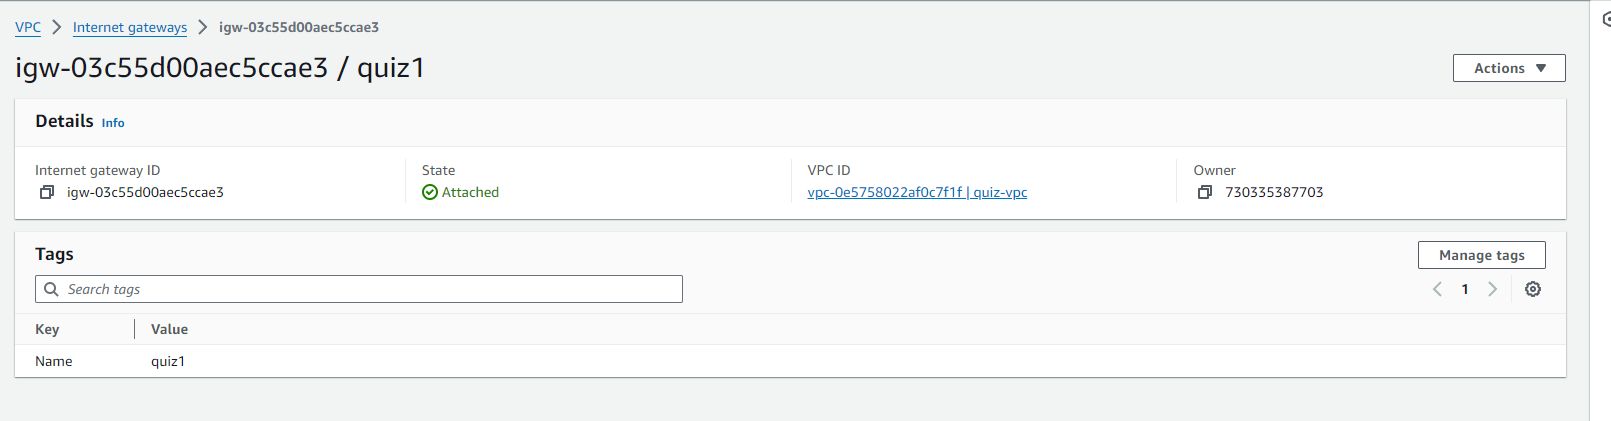 VPC > Internet gateways > igw-03c55d00aec5ccae3
igw-03c55d00aec5ccae3 / quiz1
Actions
Details Info
Internet gateway ID
igw-03c55d00aec5ccae3
State
Attached
VPC ID
vpc-0e5758022af0c7f1f | quiz-vpc
Owner
730335387703
Tags
Manage tags
Search tags
1
Key Value
Name quiz1